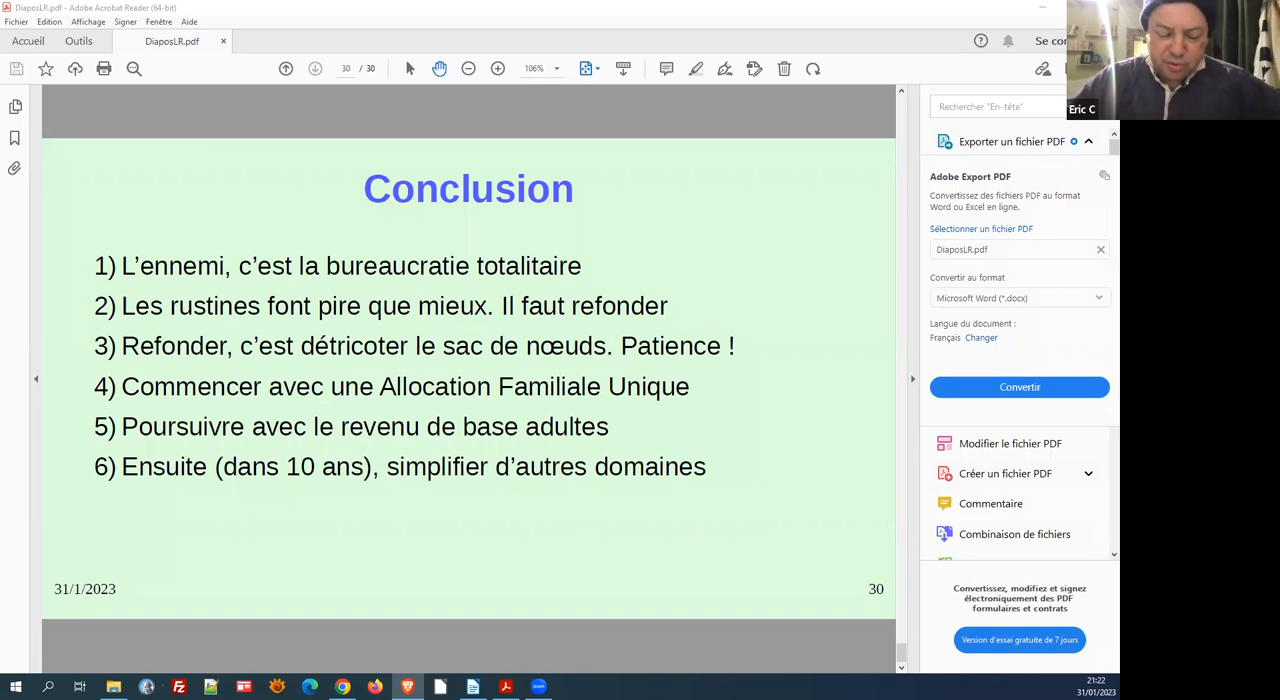 DiaposLR.pdf - Adobe Acrobat Reader (64-bit)
Fichier Edition Affichage Signer Fenêtre Aide
Accueil Outils DiaposLR.pdf × Se co
30 / 30 106%
Eric C
Rechercher "En-tête"
Exporter un fichier PDF
Adobe Export PDF
Convertissez des fichiers PDF au format
Word ou Excel en ligne.
Sélectionner un fichier PDF
DiaposLR.pdf
Convertir au format
Microsoft Word (*.docx)
Langue du document :
Français Changer
Convertir
Modifier le fichier PDF
Créer un fichier PDF
Commentaire
Combinaison de fichiers
Convertissez, modifiez et signez
électroniquement des PDF
formulaires et contrats
Version d'essai gratuite de 7 jours
Conclusion
1) L’ennemi, c’est la bureaucratie totalitaire
2) Les rustines font pire que mieux. Il faut refonder
3) Refonder, c’est détricoter le sac de nœuds. Patience !
4) Commencer avec une Allocation Familiale Unique
5) Poursuivre avec le revenu de base adultes
6) Ensuite (dans 10 ans), simplifier d’autres domaines
31/1/2023 30
21:22
31/01/2023